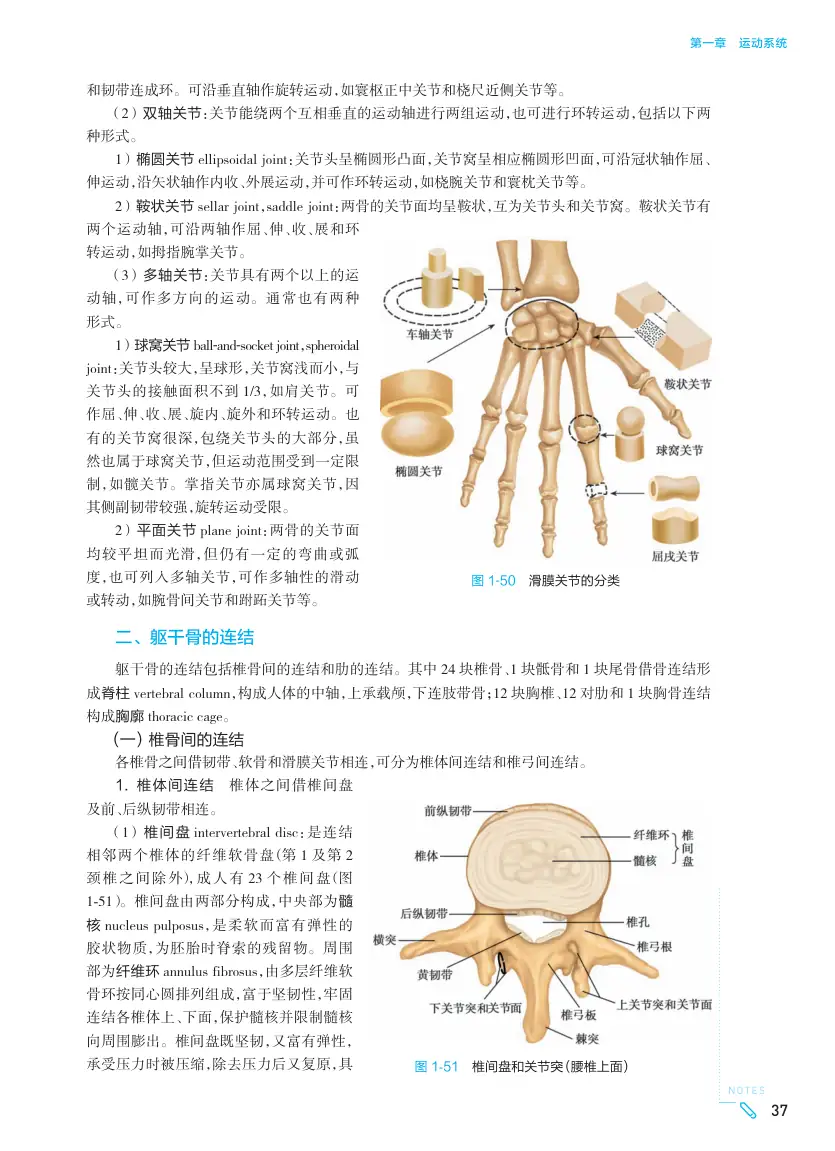 第一章 运动系统
和韧带连成环。可沿垂直轴作旋转运动，如寰枢正中关节和桡尺近侧关节等。
（2）双轴关节：关节能绕两个互相垂直的运动轴进行两组运动，也可进行环转运动，包括以下两
种形式。
1）椭圆关节 ellipsoidal joint：关节头呈椭圆形凸面，关节窝呈相应椭圆形凹面，可沿冠状轴作屈、
伸运动，沿矢状轴作内收、外展运动，并可作环转运动，如桡腕关节和寰枕关节等。
2）鞍状关节 sellar joint，saddle joint：两骨的关节面均呈鞍状，互为关节头和关节窝。鞍状关节有
两个运动轴，可沿两轴作屈、伸、收、展和环
转运动，如拇指腕掌关节。
（3）多轴关节：关节具有两个以上的运
动轴，可作多方向的运动。通常也有两种
形式。
1）球窝关节 ball-and-socket joint，spheroidal
joint：关节头较大，呈球形，关节窝浅而小，与
关节头的接触面积不到 1/3，如肩关节。可
作屈、伸、收、展、旋内、旋外和环转运动。也
有的关节窝很深，包绕关节头的大部分，虽
然也属于球窝关节，但运动范围受到一定限
制，如髋关节。掌指关节亦属球窝关节，因
其侧副韧带较强，旋转运动受限。
2）平面关节 plane joint：两骨的关节面
均较平坦而光滑，但仍有一定的弯曲或弧
度，也可列入多轴关节，可作多轴性的滑动
或转动，如腕骨间关节和跗跖关节等。
车轴关节
鞍状关节
球窝关节
椭圆关节
屈戌关节
图 1-50 滑膜关节的分类
二、躯干骨的连结
躯干骨的连结包括椎骨间的连结和肋的连结。其中 24 块椎骨、1 块骶骨和 1 块尾骨借骨连结形
成脊柱 vertebral column，构成人体的中轴，上承载颅，下连肢带骨；12 块胸椎、12 对肋和 1 块胸骨连结
构成胸廓 thoracic cage。
（一）椎骨间的连结
各椎骨之间借韧带、软骨和滑膜关节相连，可分为椎体间连结和椎弓间连结。
1. 椎体间连结 椎体之间借椎间盘
及前、后纵韧带相连。
（1）椎间盘 intervertebral disc：是连结
相邻两个椎体的纤维软骨盘（第 1 及第 2
颈椎之间除外），成人有 23 个椎间盘（图
1-51）。椎间盘由两部分构成，中央部为髓
核 nucleus pulposus，是柔软而富有弹性的
胶状物质，为胚胎时脊索的残留物。周围
部为纤维环 annulus fibrosus，由多层纤维软
骨环按同心圆排列组成，富于坚韧性，牢固
连结各椎体上、下面，保护髓核并限制髓核
向周围膨出。椎间盘既坚韧，又富有弹性，
承受压力时被压缩，除去压力后又复原，具
前纵韧带
纤维环
椎间盘
椎体
髓核
后纵韧带
椎孔
横突
椎弓根
黄韧带
下关节突和关节面
椎弓板
上关节突和关节面
棘突
图 1-51 椎间盘和关节突（腰椎上面）
NOTES
37